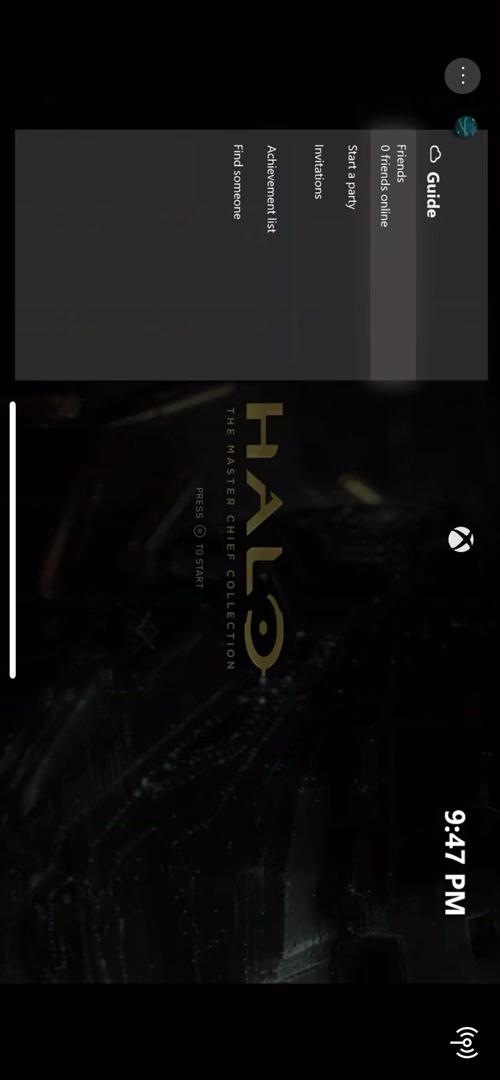 Guide
Friends
0 friends online
Start a party
Invitations
Achievement list
Find someone
9:47 PM
HALO
THE MASTER CHIEF COLLECTION
PRESS ≡ TO START